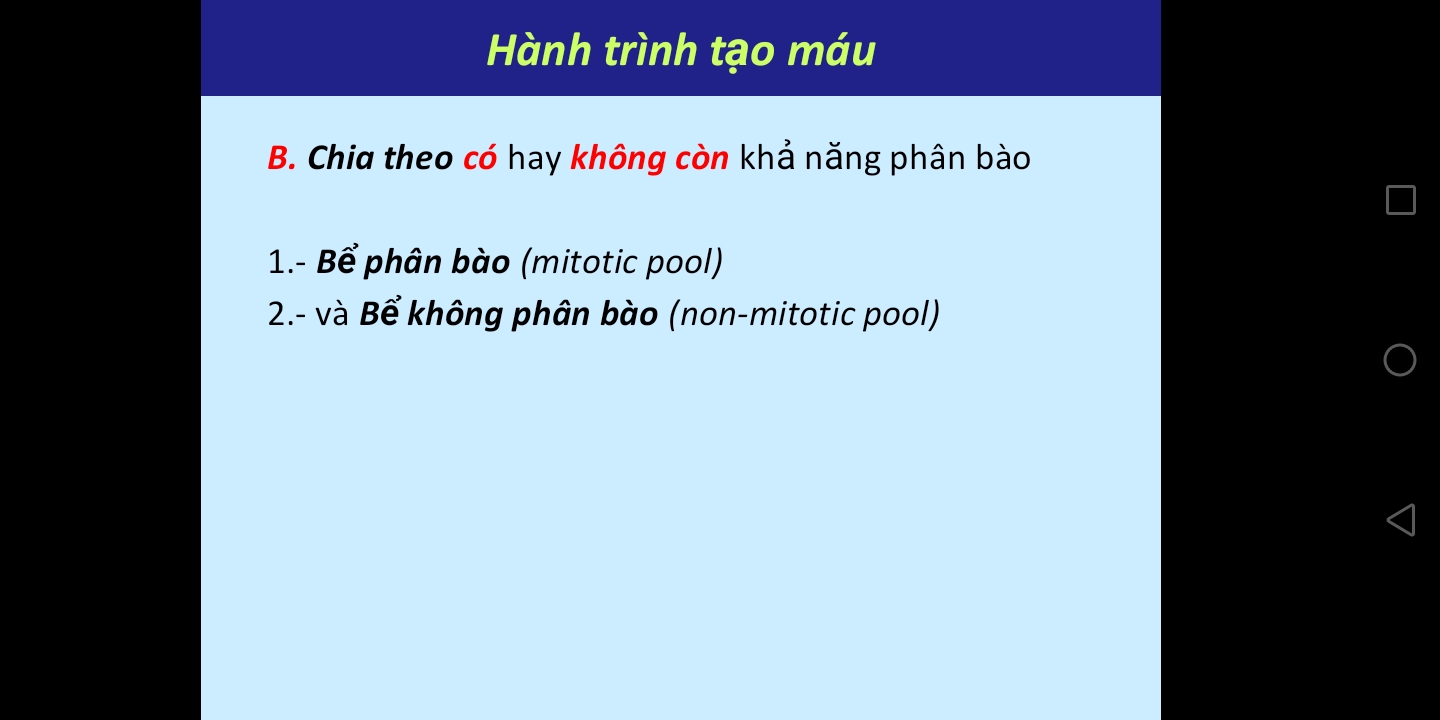 Hành trình tạo máu
B. Chia theo có hay không còn khả năng phân bào
1.- Bể phân bào (mitotic pool)
2.- và Bể không phân bào (non-mitotic pool)